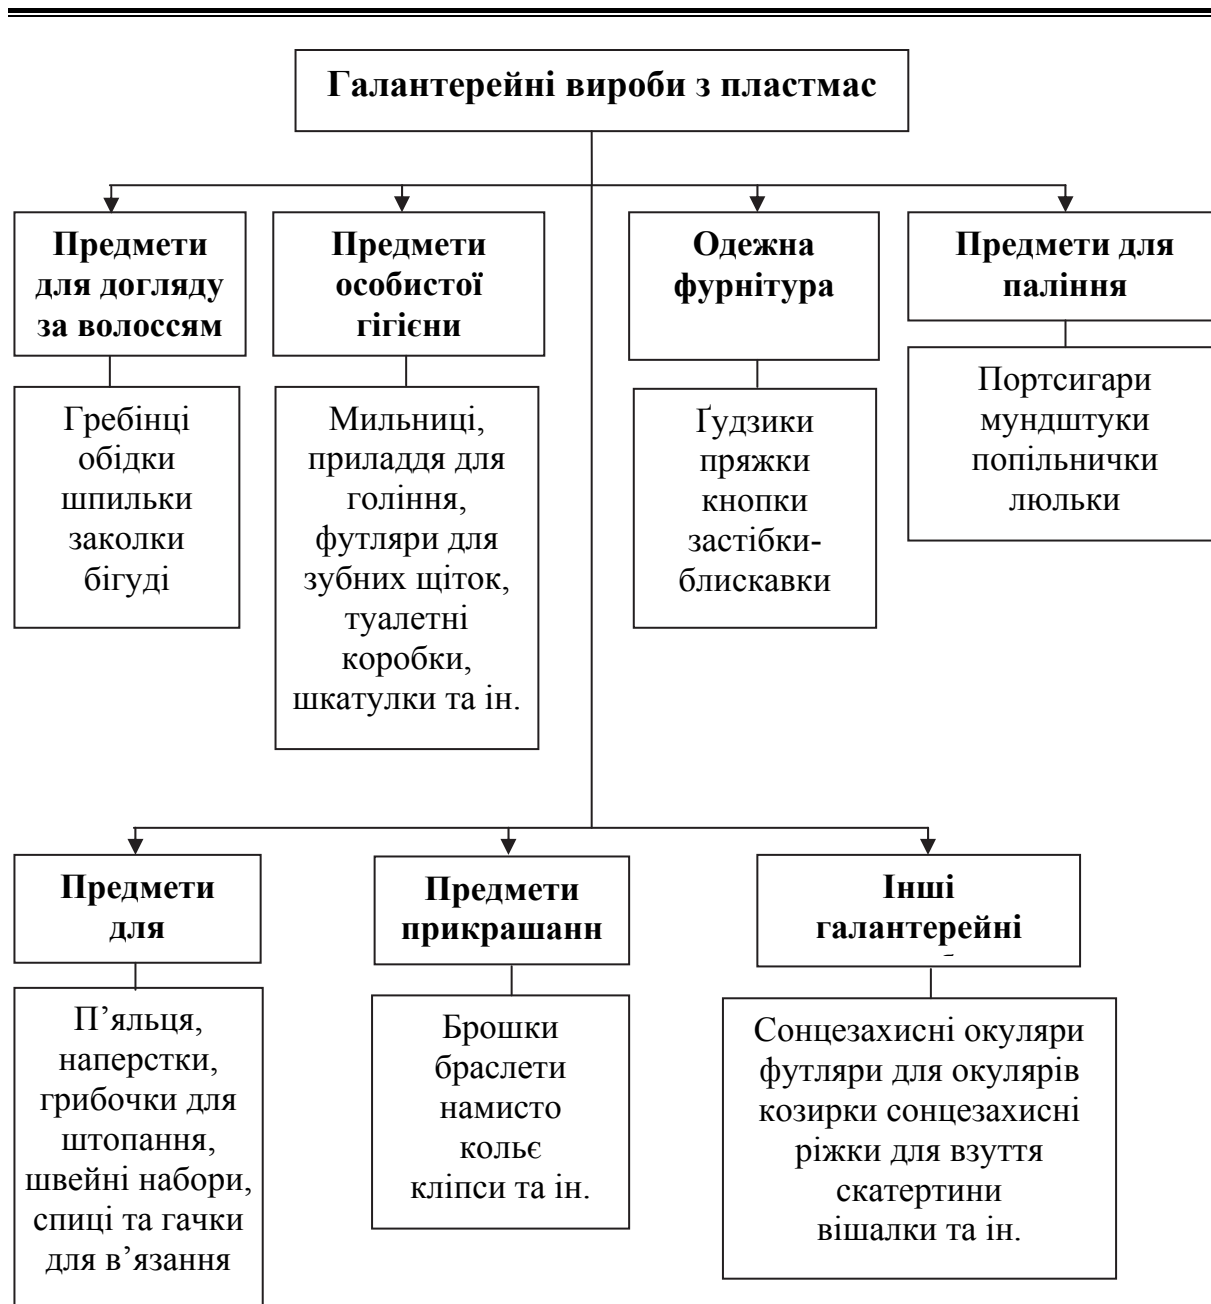 Галантерейні вироби з пластмас
Предмети
для догляду
за волоссям
Гребінці
обідки
шпильки
заколки
бігуді
Предмети
особистої
гігієни
Мильниці,
приладдя для
гоління,
футляри для
зубних щіток,
туалетні
коробки,
шкатулки та ін.
Одежна
фурнітура
Ґудзики
пряжки
кнопки
застібки-
блискавки
Предмети для
паління
Портсигари
мундштуки
попільнички
люльки
Предмети
для
П’яльця,
наперстки,
грибочки для
штопання,
швейні набори,
спиці та гачки
для в’язання
Предмети
прикрашанн
Брошки
браслети
намисто
кольє
кліпси та ін.
Інші
галантерейні
Сонцезахисні окуляри
футляри для окулярів
козирки сонцезахисні
ріжки для взуття
скатертини
вішалки та ін.